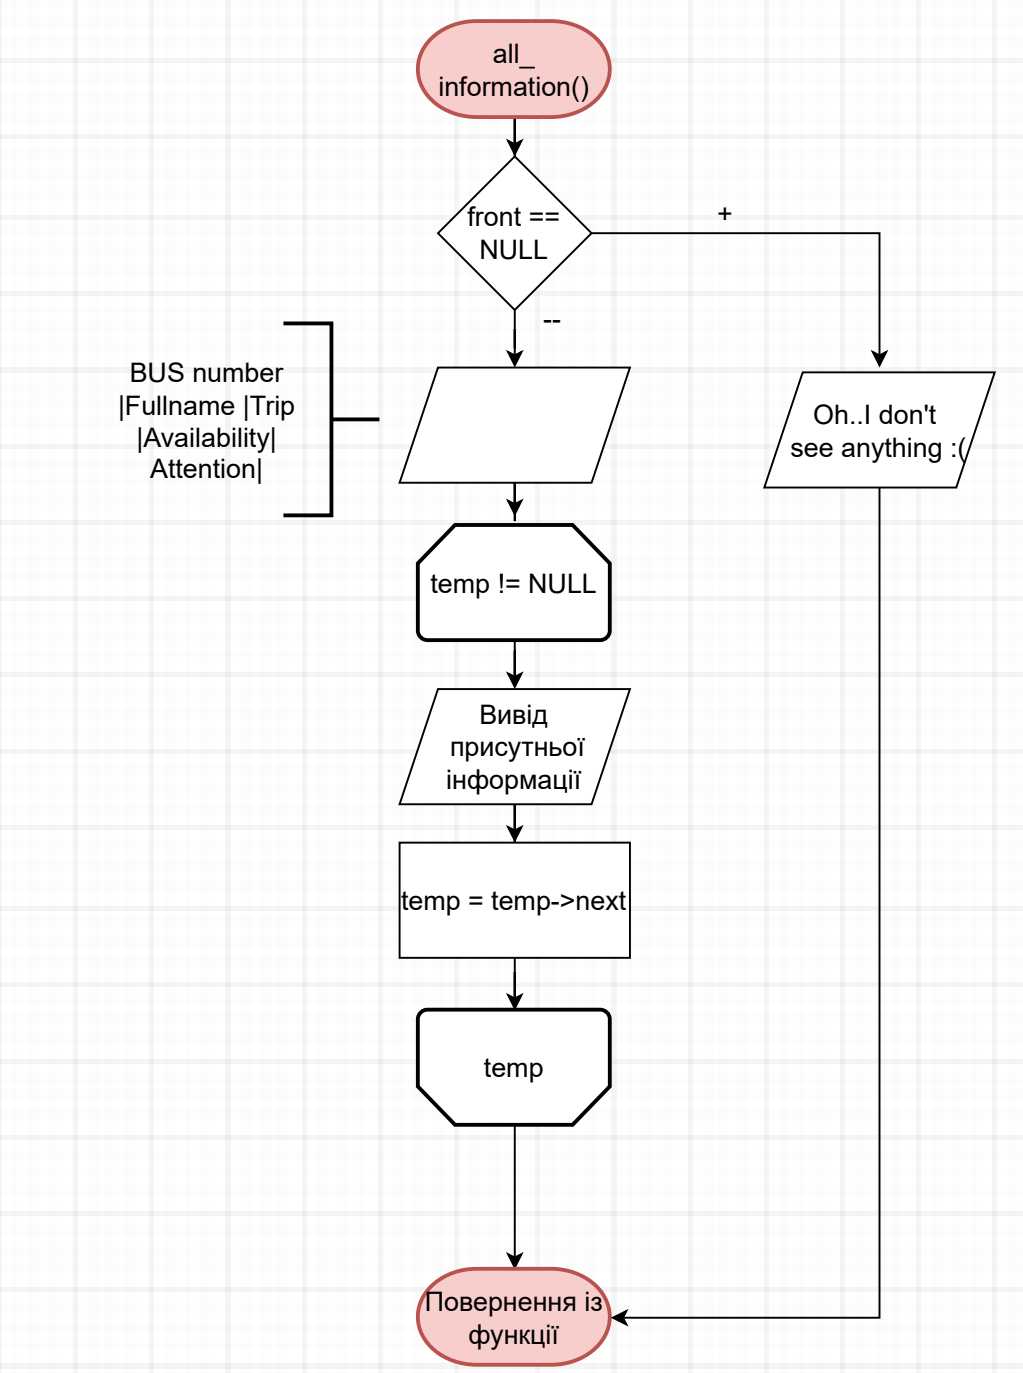 all_
information()
front ==
NULL
+
--
BUS number
|Fullname |Trip
|Availability|
Attention|
Oh..I don't
see anything :(
temp != NULL
Вивід
присутньої
інформації
temp = temp->next
temp
Повернення із
функції